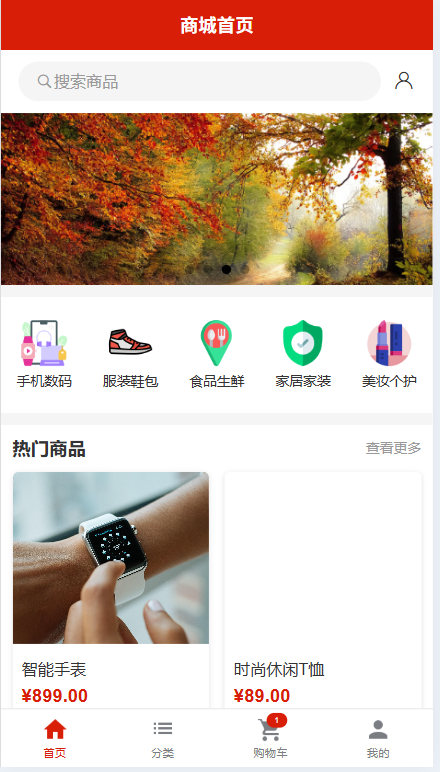 商城首页
搜索商品
手机数码 服装鞋包 食品生鲜 家居家装 美妆个护
热门商品 查看更多
智能手表 时尚休闲T恤
¥899.00 ¥89.00
1
首页 分类 购物车 我的